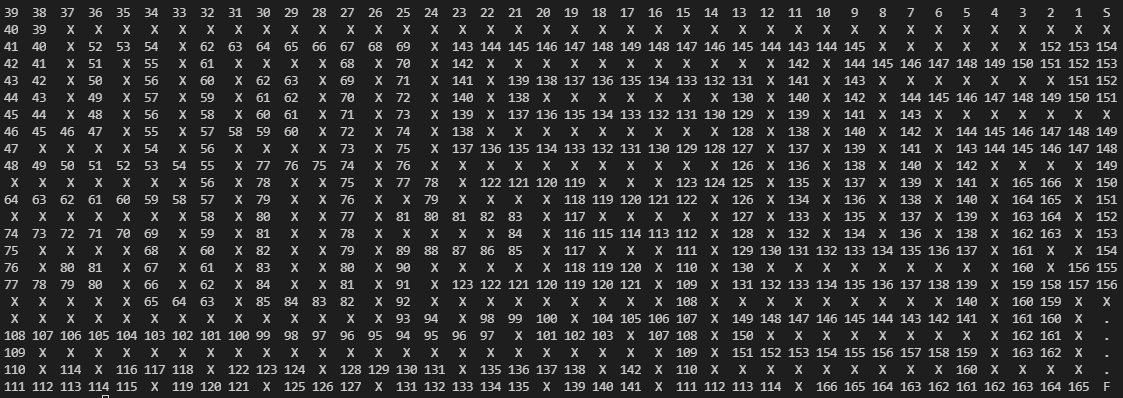 39 38 37 36 35 34 33 32 31 30 29 28 27 26 25 24 23 22 21 20 19 18 17 16 15 14 13 12 11 10 9 8 7 6 5 4 3 2 1 S
40 39 X X X X X X X X X X X X X X X X X X X X X X X X X X X X X X X X X X X X X X
41 40 X 52 53 54 X 62 63 64 65 66 67 68 69 X 143 144 145 146 147 148 149 148 147 146 145 144 143 144 145 X X X X X X 152 153 154
42 41 X 51 X 55 X 61 X X X X 68 X 70 X 142 X X X X X X X X X X X 142 X 144 145 146 147 148 149 150 151 152 153
43 42 X 50 X 56 X 60 X 62 63 X 69 X 71 X 141 X 139 138 137 136 135 134 133 132 131 X 141 X 143 X X X X X X X 151 152
44 43 X 49 X 57 X 59 X 61 62 X 70 X 72 X 140 X 138 X X X X X X X 130 X 140 X 142 X 144 145 146 147 148 149 150 151
45 44 X 48 X 56 X 58 X 60 61 X 71 X 73 X 139 X 137 136 135 134 133 132 131 130 129 X 139 X 141 X 143 X X X X X X X
46 45 46 47 X 55 X 57 58 59 60 X 72 X 74 X 138 X X X X X X X X X 128 X 138 X 140 X 142 X 144 145 146 147 148 149
47 X X X X 54 X 56 X X X X 73 X 75 X 137 136 135 134 133 132 131 130 129 128 127 X 137 X 139 X 141 X 143 144 145 146 147 148
48 49 50 51 52 53 54 55 X 77 76 75 74 X 76 X X X X X X X X X X X 126 X 136 X 138 X 140 X 142 X X X X 149
X X X X X X X 56 X 78 X X 75 X 77 78 X 122 121 120 119 X X X 123 124 125 X 135 X 137 X 139 X 141 X 165 166 X 150
64 63 62 61 60 59 58 57 X 79 X X 76 X X 79 X X X X 118 119 120 121 122 X 126 X 134 X 136 X 138 X 140 X 164 165 X 151
X X X X X X X 58 X 80 X X 77 X 81 80 81 82 83 X 117 X X X X X 127 X 133 X 135 X 137 X 139 X 163 164 X 152
74 73 72 71 70 69 X 59 X 81 X X 78 X X X X X 84 X 116 115 114 113 112 X 128 X 132 X 134 X 136 X 138 X 162 163 X 153
75 X X X X 68 X 60 X 82 X X 79 X 89 88 87 86 85 X 117 X X X 111 X 129 130 131 132 133 134 135 136 137 X 161 X X 154
76 X 80 81 X 67 X 61 X 83 X X 80 X 90 X X X X X 118 119 120 X 110 X 130 X X X X X X X X X 160 X 156 155
77 78 79 80 X 66 X 62 X 84 X X 81 X 91 X 123 122 121 120 119 120 121 X 109 X 131 132 133 134 135 136 137 138 139 X 159 158 157 156
X X X X X 65 64 63 X 85 84 83 82 X 92 X X X X X X X X X 108 X X X X X X X X X 140 X 160 159 X X
X X X X X X X X X X X X X X 93 94 X 98 99 100 X 104 105 106 107 X 149 148 147 146 145 144 143 142 141 X 161 160 X .
108 107 106 105 104 103 102 101 100 99 98 97 96 95 94 95 96 97 X 101 102 103 X 107 108 X 150 X X X X X X X X X 162 161 X .
109 X X X X X X X X X X X X X X X X X X X X X X X 109 X 151 152 153 154 155 156 157 158 159 X 163 162 X .
110 X 114 X 116 117 118 X 122 123 124 X 128 129 130 131 X 135 136 137 138 X 142 X 110 X X X X X X X X X 160 X X X X .
111 112 113 114 115 X 119 120 121 X 125 126 127 X 131 132 133 134 135 X 139 140 141 X 111 112 113 114 X 166 165 164 163 162 161 162 163 164 165 F